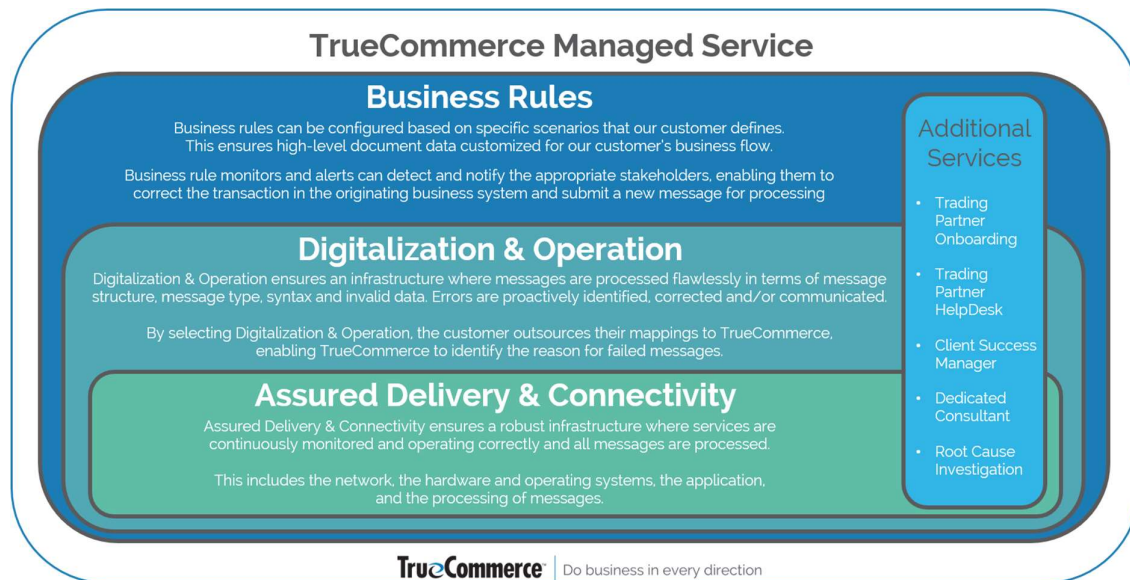 TrueCommerce Managed Service
Business Rules
Business rules can be configured based on specific scenarios that our customer defines.
This ensures high-level document data customized for our customer's business flow.
Business rule monitors and alerts can detect and notify the appropriate stakeholders, enabling them to
correct the transaction in the originating business system and submit a new message for processing
Digitalization & Operation
Digitalization & Operation ensures an infrastructure where messages are processed flawlessly in terms of message
structure, message type, syntax and invalid data. Errors are proactively identified, corrected and/or communicated.
By selecting Digitalization & Operation, the customer outsources their mappings to TrueCommerce,
enabling TrueCommerce to identify the reason for failed messages.
Assured Delivery & Connectivity
Assured Delivery & Connectivity ensures a robust infrastructure where services are
continuously monitored and operating correctly and all messages are processed.
This includes the network, the hardware and operating systems, the application,
and the processing of messages.
Additional
Services
• Trading
Partner
Onboarding
• Trading
Partner
HelpDesk
• Client Success
Manager
• Dedicated
Consultant
• Root Cause
Investigation
TrueCommerce™ | Do business in every direction